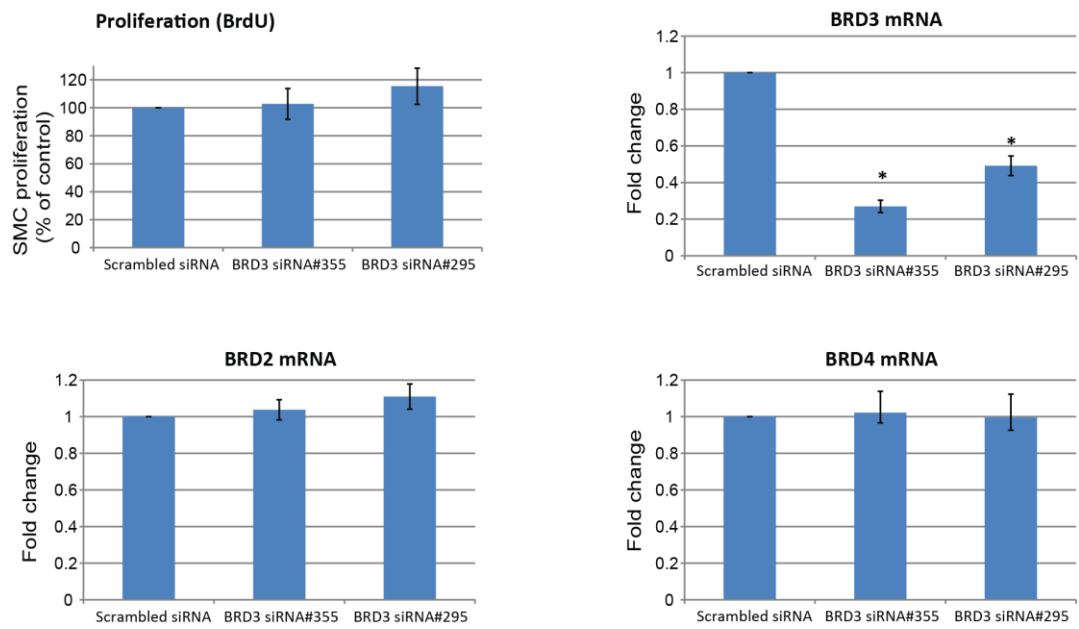 Proliferation (BrdU)
SMC proliferation
(% of control)
120
100
80
60
40
20
0
Scrambled siRNA BRD3 siRNA#355 BRD3 siRNA#295
BRD3 mRNA
Fold change
1.2
1
0.8
0.6
0.4
0.2
0
*
*
Scrambled siRNA BRD3 siRNA#355 BRD3 siRNA#295
BRD2 mRNA
Fold change
1.2
1
0.8
0.6
0.4
0.2
0
Scrambled siRNA BRD3 siRNA#355 BRD3 siRNA#295
BRD4 mRNA
Fold change
1.2
1
0.8
0.6
0.4
0.2
0
Scrambled siRNA BRD3 siRNA#355 BRD3 siRNA#295